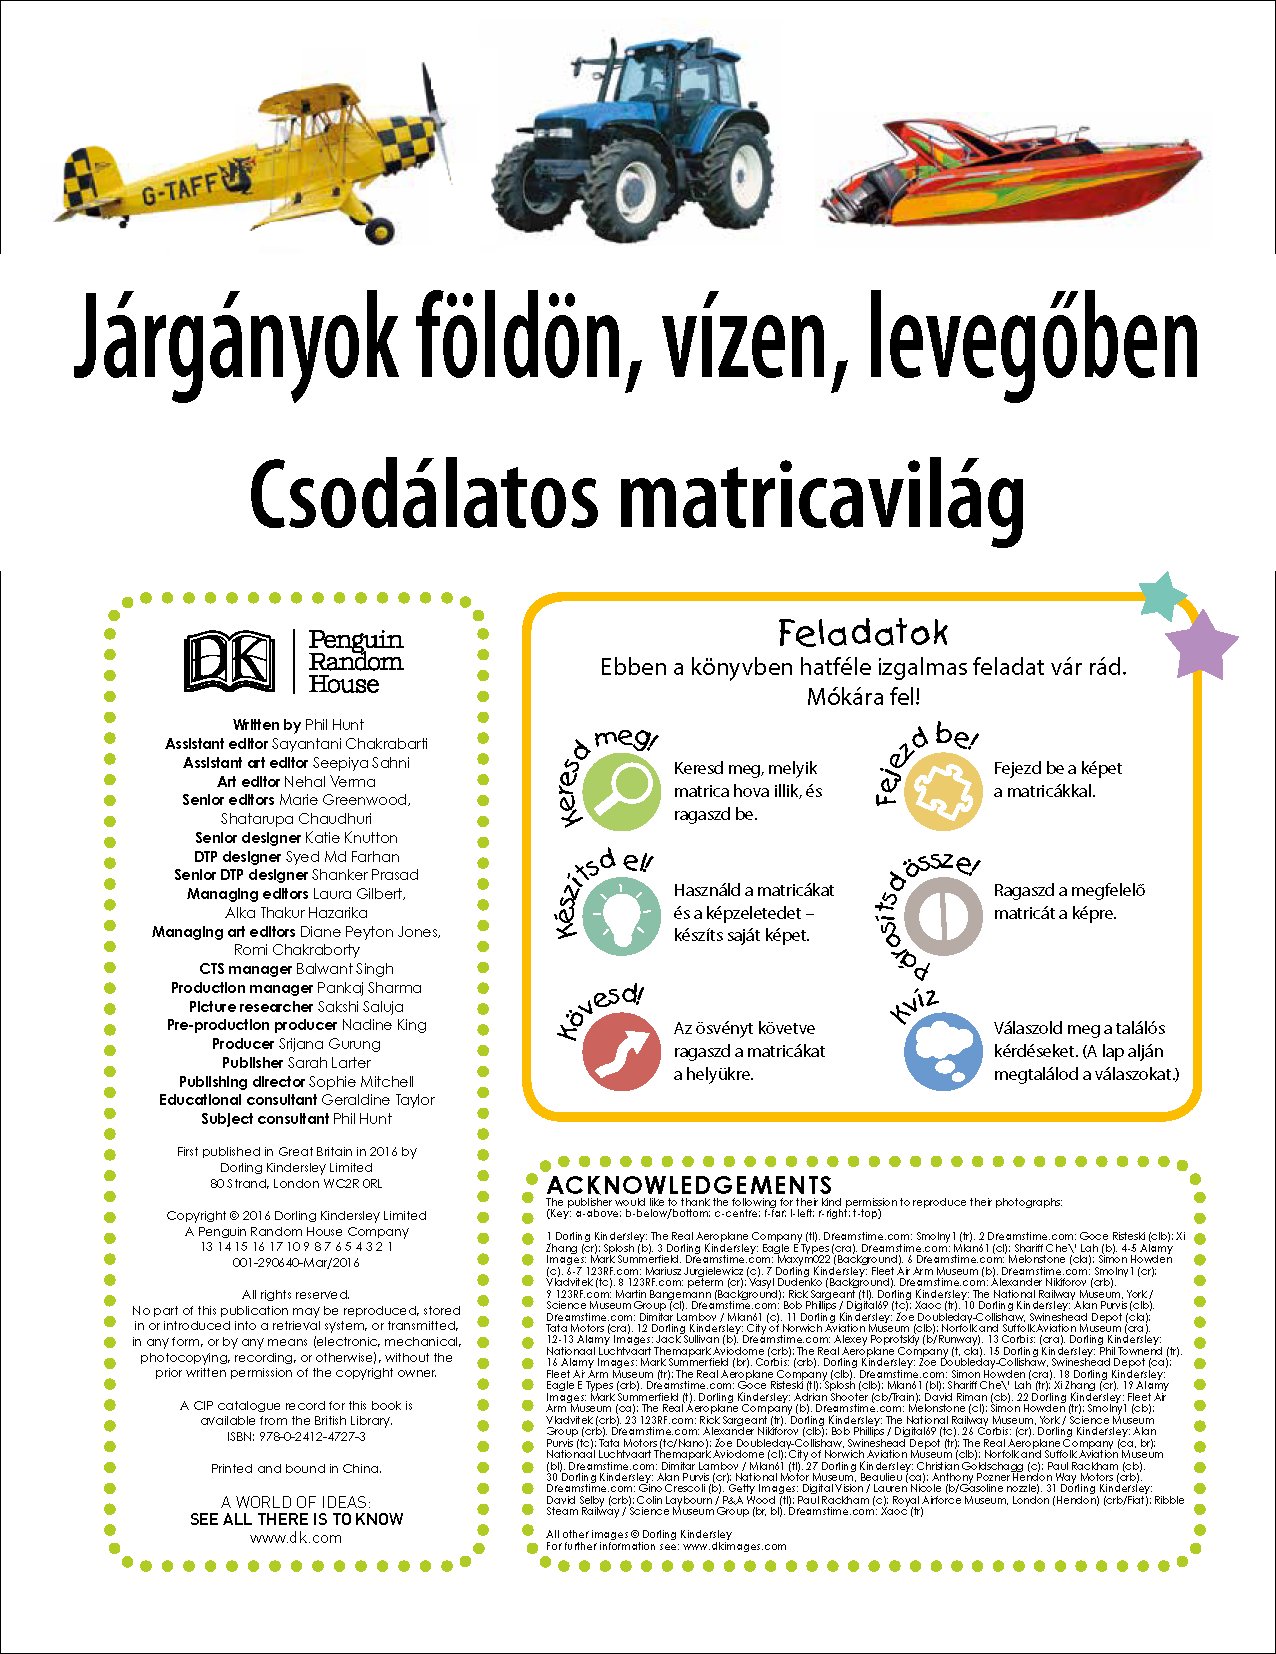 G-TAFF
Járgányok földön, vízen, levegőben
Csodálatos matricavilág
DK
Penguin
Random
House
Written by Phil Hunt
Assistant editor Sayantani Chakrabarti
Assistant art editor Seepiya Sahni
Art editor Nehal Verma
Senior editors Marie Greenwood,
Shatarupa Chaudhuri
Senior designer Katie Knutton
DTP designer Syed Md Farhan
Senior DTP designer Shanker Prasad
Managing editors Laura Gilbert,
Alka Thakur Hazarika
Managing art editors Diane Peyton Jones,
Romi Chakraborty
CTS manager Balwant Singh
Production manager Pankaj Sharma
Picture researcher Sakshi Saluja
Pre-production producer Nadine King
Producer Srijana Gurung
Publisher Sarah Larter
Publishing director Sophie Mitchell
Educational consultant Geraldine Taylor
Subject consultant Phil Hunt
First published in Great Britain in 2016 by
Dorling Kindersley Limited
80 Strand, London WC2R 0RL
Copyright © 2016 Dorling Kindersley Limited
A Penguin Random House Company
13 14 15 16 17 10 9 8 7 6 5 4 3 2 1
001-290640-Mar/2016
All rights reserved.
No part of this publication may be reproduced, stored
in or introduced into a retrieval system, or transmitted,
in any form, or by any means (electronic, mechanical,
photocopying, recording, or otherwise), without the
prior written permission of the copyright owner.
A CIP catalogue record for this book is
available from the British Library.
ISBN: 978-0-2412-4727-3
Printed and bound in China.
A WORLD OF IDEAS:
SEE ALL THERE IS TO KNOW
www.dk.com
Feladatok
Ebben a könyvben hatféle izgalmas feladat vár rád.
Mókára fel!
Keresd meg!
Keresd meg, melyik
matrica hova illik, és
ragaszd be.
Fejezd be!
Fejezd be a képet
a matricákkal.
Készítsd el!
Használd a matricákat
és a képzeletedet –
készíts saját képet.
Párosítsd össze!
Ragaszd a megfelelő
matricát a képre.
Kövesd!
Az ösvényt követve
ragaszd a matricákat
a helyükre.
Kvíz
Válaszold meg a találós
kérdéseket. (A lap alján
megtalálod a válaszokat.)
ACKNOWLEDGEMENTS
The publisher would like to thank the following for their kind permission to reproduce their photographs:
(Key: a-above; b-below/bottom; c-centre; f-far; l-left; r-right; t-top)
1 Dorling Kindersley: The Real Aeroplane Company (tl). Dreamstime.com: Smolny1 (tr). 2 Dreamstime.com: Goce Risteski (clb); Xi
Zhang (cr); Splosh (b). 3 Dorling Kindersley: Eagle E Types (cra). Dreamstime.com: Mlan61 (cl); Shariff Che\' Lah (b). 4-5 Alamy
Images: Mark Summerfield. Dreamstime.com: Maxym022 (Background). 6 Dreamstime.com: Melonstone (cla); Simon Howden
(c). 6-7 123RF.com: Mariusz Jurgielewicz (c). 7 Dorling Kindersley: Fleet Air Arm Museum (b). Dreamstime.com: Smolny1 (cr);
Vladvitek (tc). 8 123RF.com: peterm (cr); Vasyl Dudenko (Background). Dreamstime.com: Alexander Nikiforov (crb).
9 123RF.com: Martin Bangemann (Background); Rick Sargeant (tl). Dorling Kindersley: The National Railway Museum, York /
Science Museum Group (cl). Dreamstime.com: Bob Phillips / Digital69 (tc); Xaoc (tr). 10 Dorling Kindersley: Alan Purvis (clb).
Dreamstime.com: Dimitar Lambov / Mlan61 (c). 11 Dorling Kindersley: Zoe Doubleday-Collishaw, Swineshead Depot (cla);
Tata Motors (cra). 12 Dorling Kindersley: City of Norwich Aviation Museum (clb); Norfolk and Suffolk Aviation Museum (cra).
12-13 Alamy Images: Jack Sullivan (b). Dreamstime.com: Alexey Poprotskiy (b/Runway). 13 Corbis: (cra). Dorling Kindersley:
Nationaal Luchtvaart Themapark Aviodome (crb); The Real Aeroplane Company (t, cla). 15 Dorling Kindersley: Phil Townend (tr).
16 Alamy Images: Mark Summerfield (br). Corbis: (crb). Dorling Kindersley: Zoe Doubleday-Collishaw, Swineshead Depot (ca);
Fleet Air Arm Museum (tr); The Real Aeroplane Company (clb). Dreamstime.com: Simon Howden (cra). 18 Dorling Kindersley:
Eagle E Types (crb). Dreamstime.com: Goce Risteski (tl); Splosh (clb); Mlan61 (bl); Shariff Che\' Lah (tr); Xi Zhang (cr). 19 Alamy
Images: Mark Summerfield (t). Dorling Kindersley: Adrian Shooter (cb/Train); David Riman (cb). 22 Dorling Kindersley: Fleet Air
Arm Museum (ca); The Real Aeroplane Company (b). Dreamstime.com: Melonstone (cl); Simon Howden (tr); Smolny1 (cb);
Vladvitek (crb). 23 123RF.com: Rick Sargeant (tr). Dorling Kindersley: The National Railway Museum, York / Science Museum
Group (crb). Dreamstime.com: Alexander Nikiforov (clb); Bob Phillips / Digital69 (tc). 26 Corbis: (cr). Dorling Kindersley: Alan
Purvis (tc); Tata Motors (tc/Nano); Zoe Doubleday-Collishaw, Swineshead Depot (tr); The Real Aeroplane Company (ca, br);
Nationaal Luchtvaart Themapark Aviodome (cl); City of Norwich Aviation Museum (clb); Norfolk and Suffolk Aviation Museum
(bl). Dreamstime.com: Dimitar Lambov / Mlan61 (tl). 27 Dorling Kindersley: Christian Goldschagg (c); Paul Rackham (cb).
30 Dorling Kindersley: Alan Purvis (cr); National Motor Museum, Beaulieu (ca); Anthony Pozner Hendon Way Motors (crb).
Dreamstime.com: Gino Crescoli (b). Getty Images: Digital Vision / Lauren Nicole (b/Gasoline nozzle). 31 Dorling Kindersley:
David Selby (crb); Colin Laybourn / P&A Wood (tl); Paul Rackham (c); Royal Airforce Museum, London (Hendon) (crb/Fiat); Ribble
Steam Railway / Science Museum Group (br, bl). Dreamstime.com: Xaoc (tr)
All other images © Dorling Kindersley
For further information see: www.dkimages.com